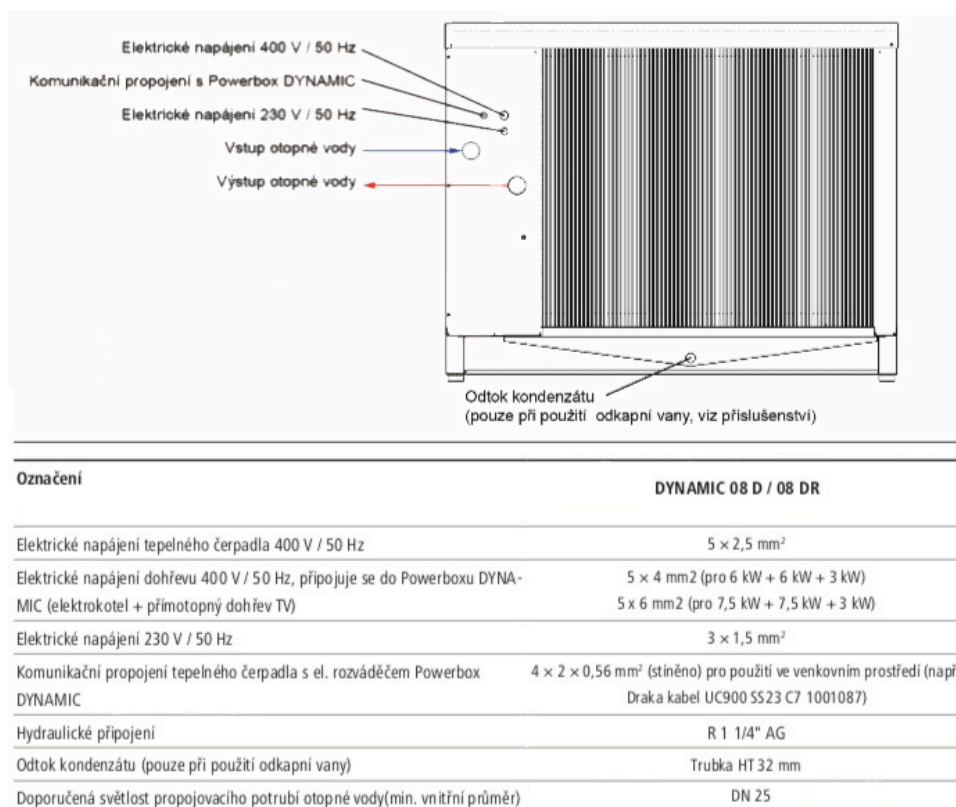 Elektrické napájení 400 V / 50 Hz
Komunikační propojení s Powerbox DYNAMIC
Elektrické napájení 230 V / 50 Hz
Vstup otopné vody
Výstup otopné vody
Odtok kondenzátu
(pouze při použití odkapní vany, viz příslušenství)
Označení
DYNAMIC 08 D / 08 DR
Elektrické napájení tepelného čerpadla 400 V / 50 Hz
5 × 2,5 mm²
Elektrické napájení dohřevu 400 V / 50 Hz, připojuje se do Powerboxu DYNA-
MIC (elektrokotel + přímotopný dohřev TV)
5 × 4 mm2 (pro 6 kW + 6 kW + 3 kW)
5 x 6 mm2 (pro 7,5 kW + 7,5 kW + 3 kW)
Elektrické napájení 230 V / 50 Hz
3 × 1,5 mm²
Komunikační propojení tepelného čerpadla s el. rozváděčem Powerbox
DYNAMIC
4 × 2 × 0,56 mm² (stíněno) pro použití ve venkovním prostředí (např
Draka kabel UC900 SS23 C7 1001087)
Hydraulické připojení
R 1 1/4" AG
Odtok kondenzátu (pouze při použití odkapní vany)
Trubka HT 32 mm
Doporučená světlost propojovacího potrubí otopné vody(min. vnitřní průměr)
DN 25